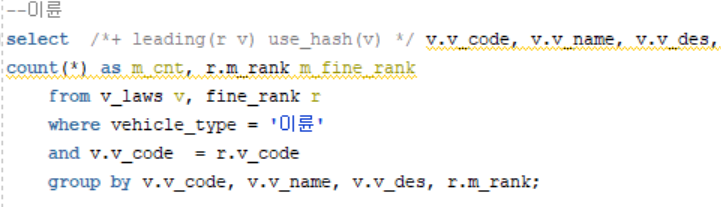 --이륜
select  /*+ leading(r v) use_hash(v) */ v.v_code, v.v_name, v.v_des,
count(*) as m_cnt, r.m_rank m_fine_rank
from v_laws v, fine_rank r
where vehicle_type = '이륜'
and v.v_code  = r.v_code
group by v.v_code, v.v_name, v.v_des, r.m_rank;